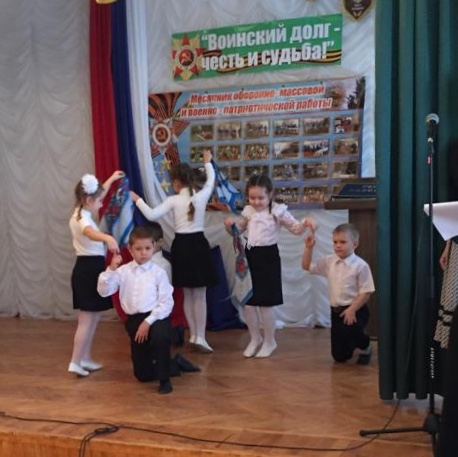 "Воинский долг -
честь и судьба!"
Месячник оборонно- массовой
и военно - патриотической работы